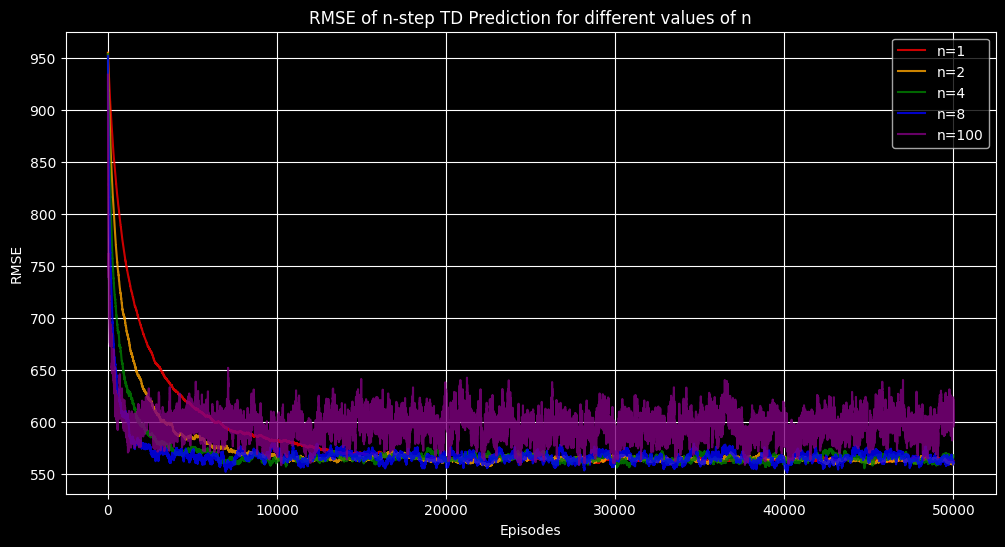 RMSE of n-step TD Prediction for different values of n
n=1
n=2
n=4
n=8
n=100
950
900
850
800
750
700
650
600
550
RMSE
0 10000 20000 30000 40000 50000
Episodes